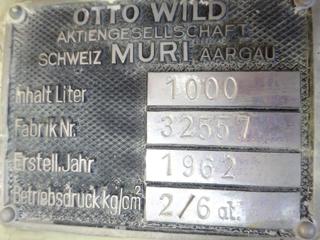 OTTO WILD
AKTIENGESELLSCHAFT
SCHWEIZ MURI AARGAU
Inhalt Liter 1000
Fabrik Nr. 32557
Erstell. Jahr 1962
Betriebsdruck kg/cm² 2/6 at.